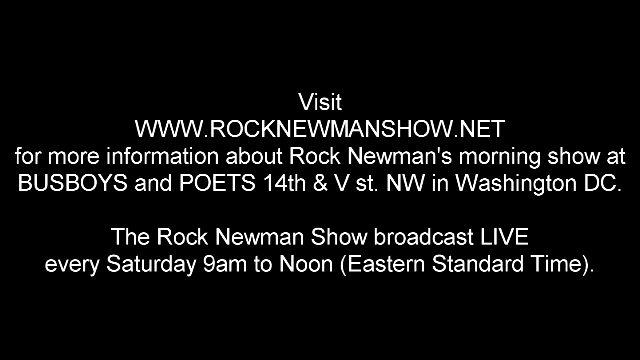 Visit
WWW.ROCKNEWMANSHOW.NET
for more information about Rock Newman's morning show at
BUSBOYS and POETS 14th & V st. NW in Washington DC.
The Rock Newman Show broadcast LIVE
every Saturday 9am to Noon (Eastern Standard Time).